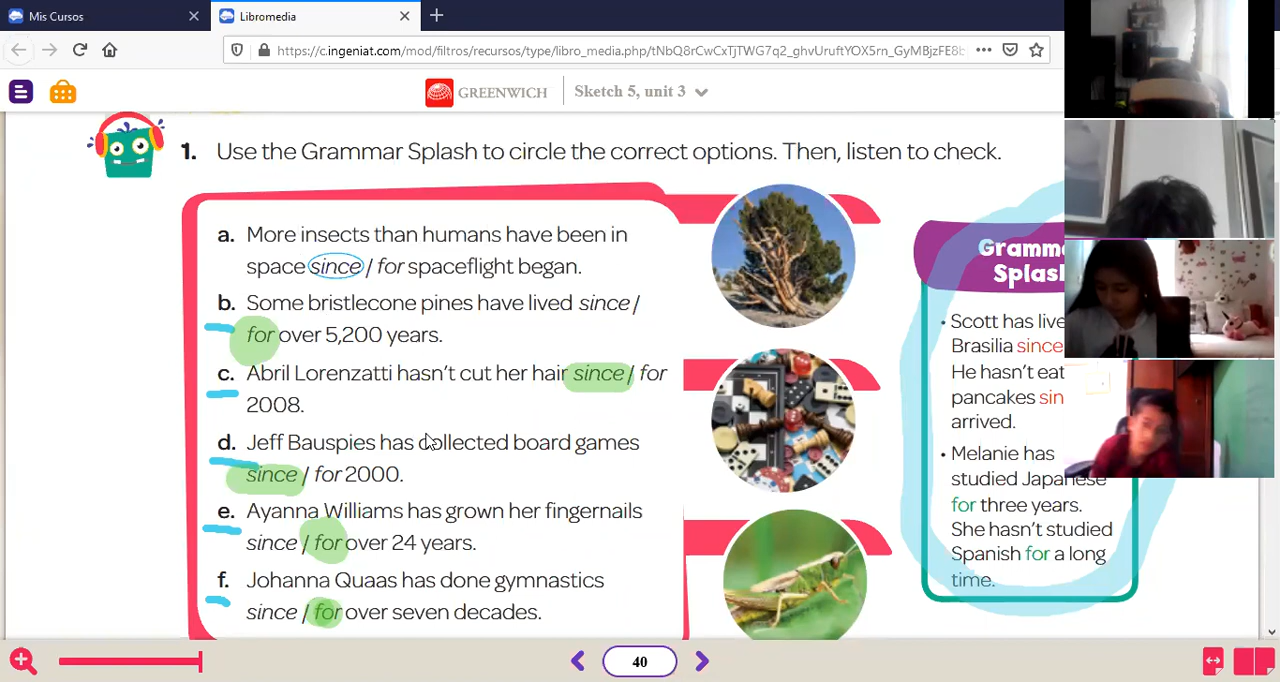 Mis Cursos
Libromedia
https://c.ingeniat.com/mod/filtros/recursos/type/libro_media.php/tNbQ8rCwCxTjTWG7q2_ghvUruftYOX5rn_GyMBjzFE8b
GREENWICH
Sketch 5, unit 3
1. Use the Grammar Splash to circle the correct options. Then, listen to check.
a. More insects than humans have been in
space since / for spaceflight began.
b. Some bristlecone pines have lived since /
for over 5,200 years.
c. Abril Lorenzatti hasn't cut her hair since / for
2008.
d. Jeff Bauspies has collected board games
since / for 2000.
e. Ayanna Williams has grown her fingernails
since / for over 24 years.
f. Johanna Quaas has done gymnastics
since / for over seven decades.
Splash
• Scott has
Brasilia since
He hasn't
pancakes
arrived.
• Melanie has
studied Japanese
for three years.
She hasn't studied
Spanish for a long
time.
40